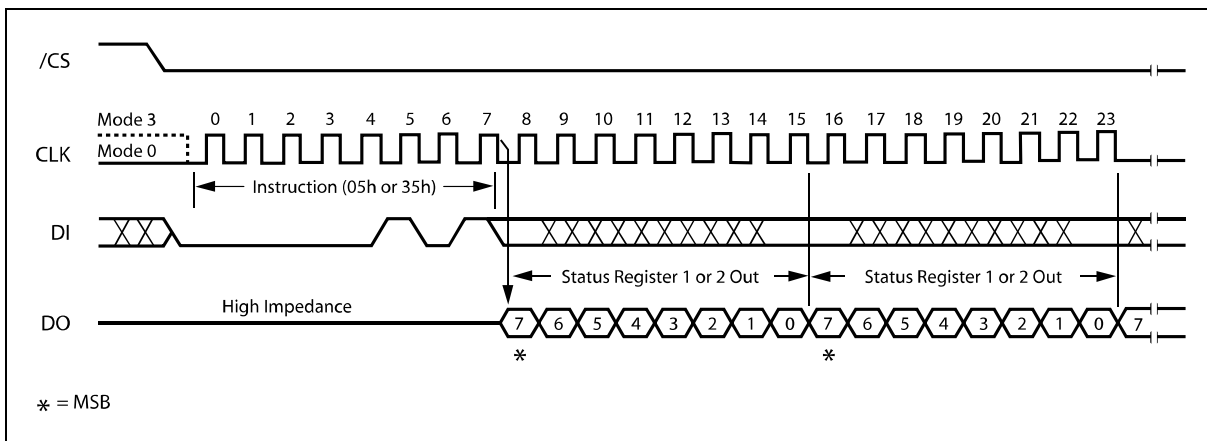 /CS
Mode 3
0 1 2 3 4 5 6 7 8 9 10 11 12 13 14 15 16 17 18 19 20 21 22 23
CLK
Mode 0
Instruction (05h or 35h)
DI
Status Register 1 or 2 Out Status Register 1 or 2 Out
High Impedance
DO 7 6 5 4 3 2 1 0 7 6 5 4 3 2 1 0 7
* *
* = MSB